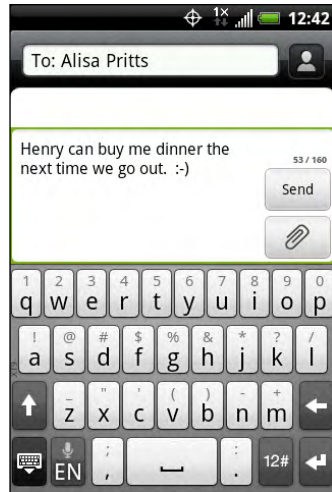 1X 12:42
To: Alisa Pritts
Henry can buy me dinner the
next time we go out.  :-)
53 / 160
Send
1 2 3 4 5 6 7 8 9 0
q w e r t y u i o p
! @ # $ % & * ? /
a s d f g h j k l
_ " ' ( ) - +
z x c v b n m
EN ; , : . 12#